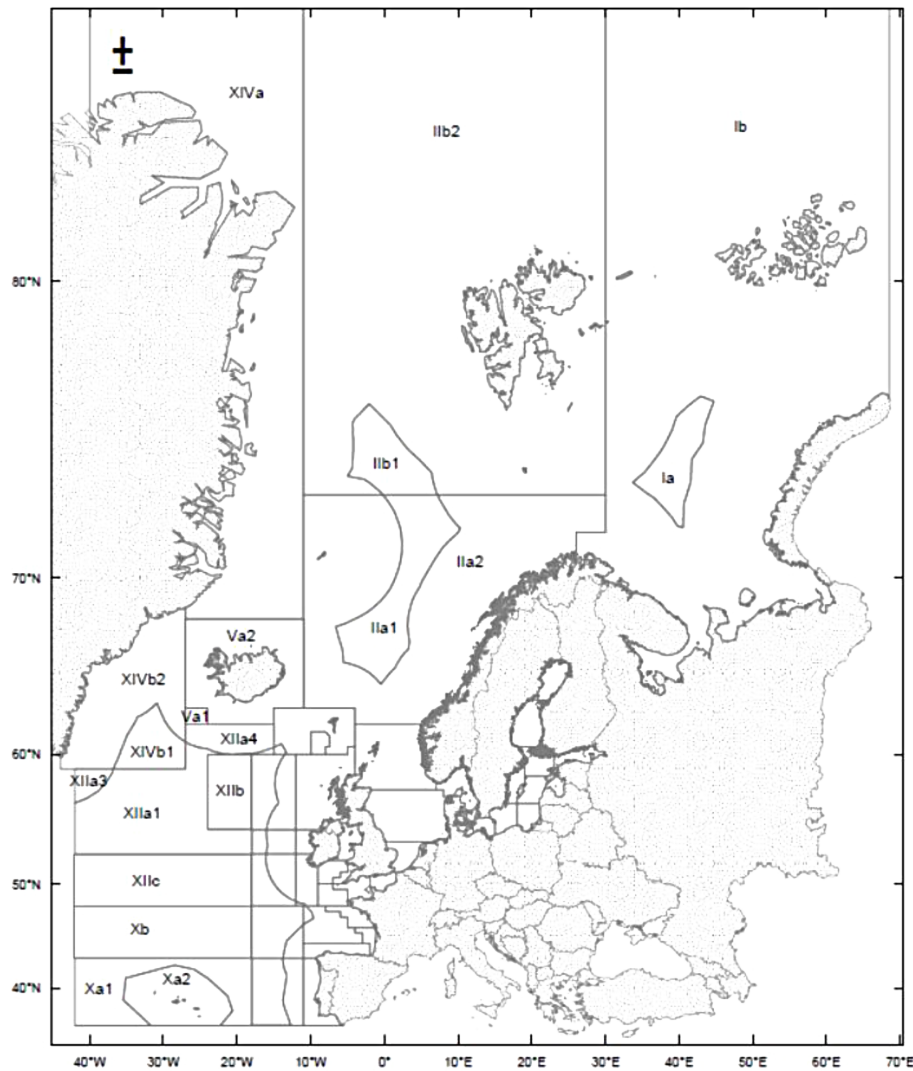 ±
XIVa
IIb2
Ib
80°N
IIb1
Ia
IIa2
70°N
IIa1
Va2
XIVb2
Va1
XIIa4
XIVb1
60°N
XIIa3
XIIb
XIIa1
XIIc
50°N
Xb
Xa2
Xa1
40°N
40°W 30°W 20°W 10°W 0° 10°E 20°E 30°E 40°E 50°E 60°E 70°E